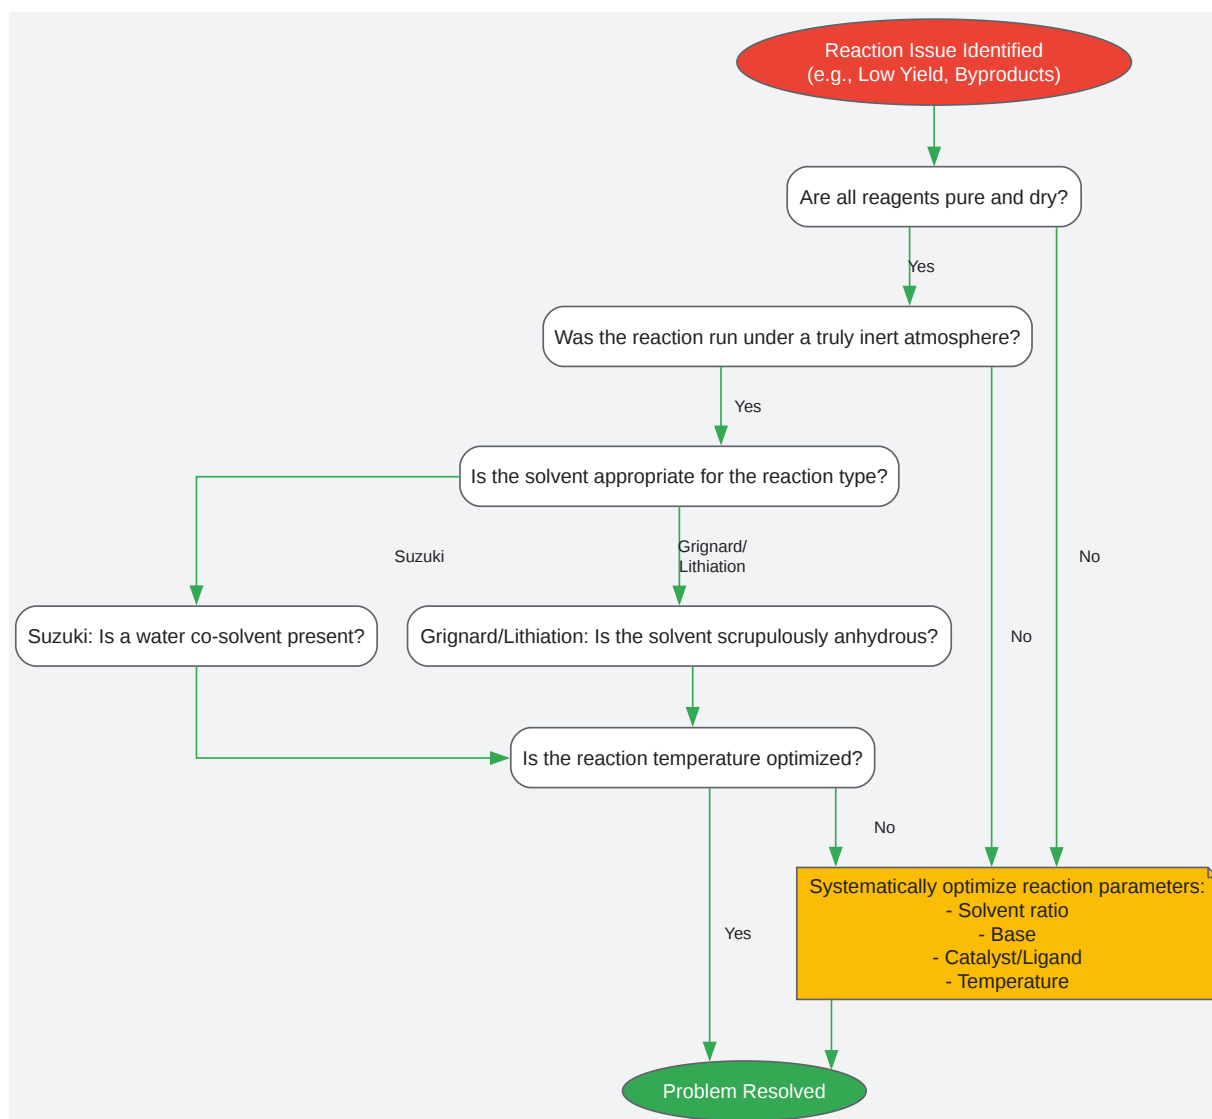 Reaction Issue Identified
(e.g., Low Yield, Byproducts)
Are all reagents pure and dry?
Yes
Was the reaction run under a truly inert atmosphere?
Yes
Is the solvent appropriate for the reaction type?
Suzuki
Grignard/
Lithiation
No
Suzuki: Is a water co-solvent present?
Grignard/Lithiation: Is the solvent scrupulously anhydrous?
No
Is the reaction temperature optimized?
No
Systematically optimize reaction parameters:
- Solvent ratio
- Base
- Catalyst/Ligand
- Temperature
Yes
Problem Resolved